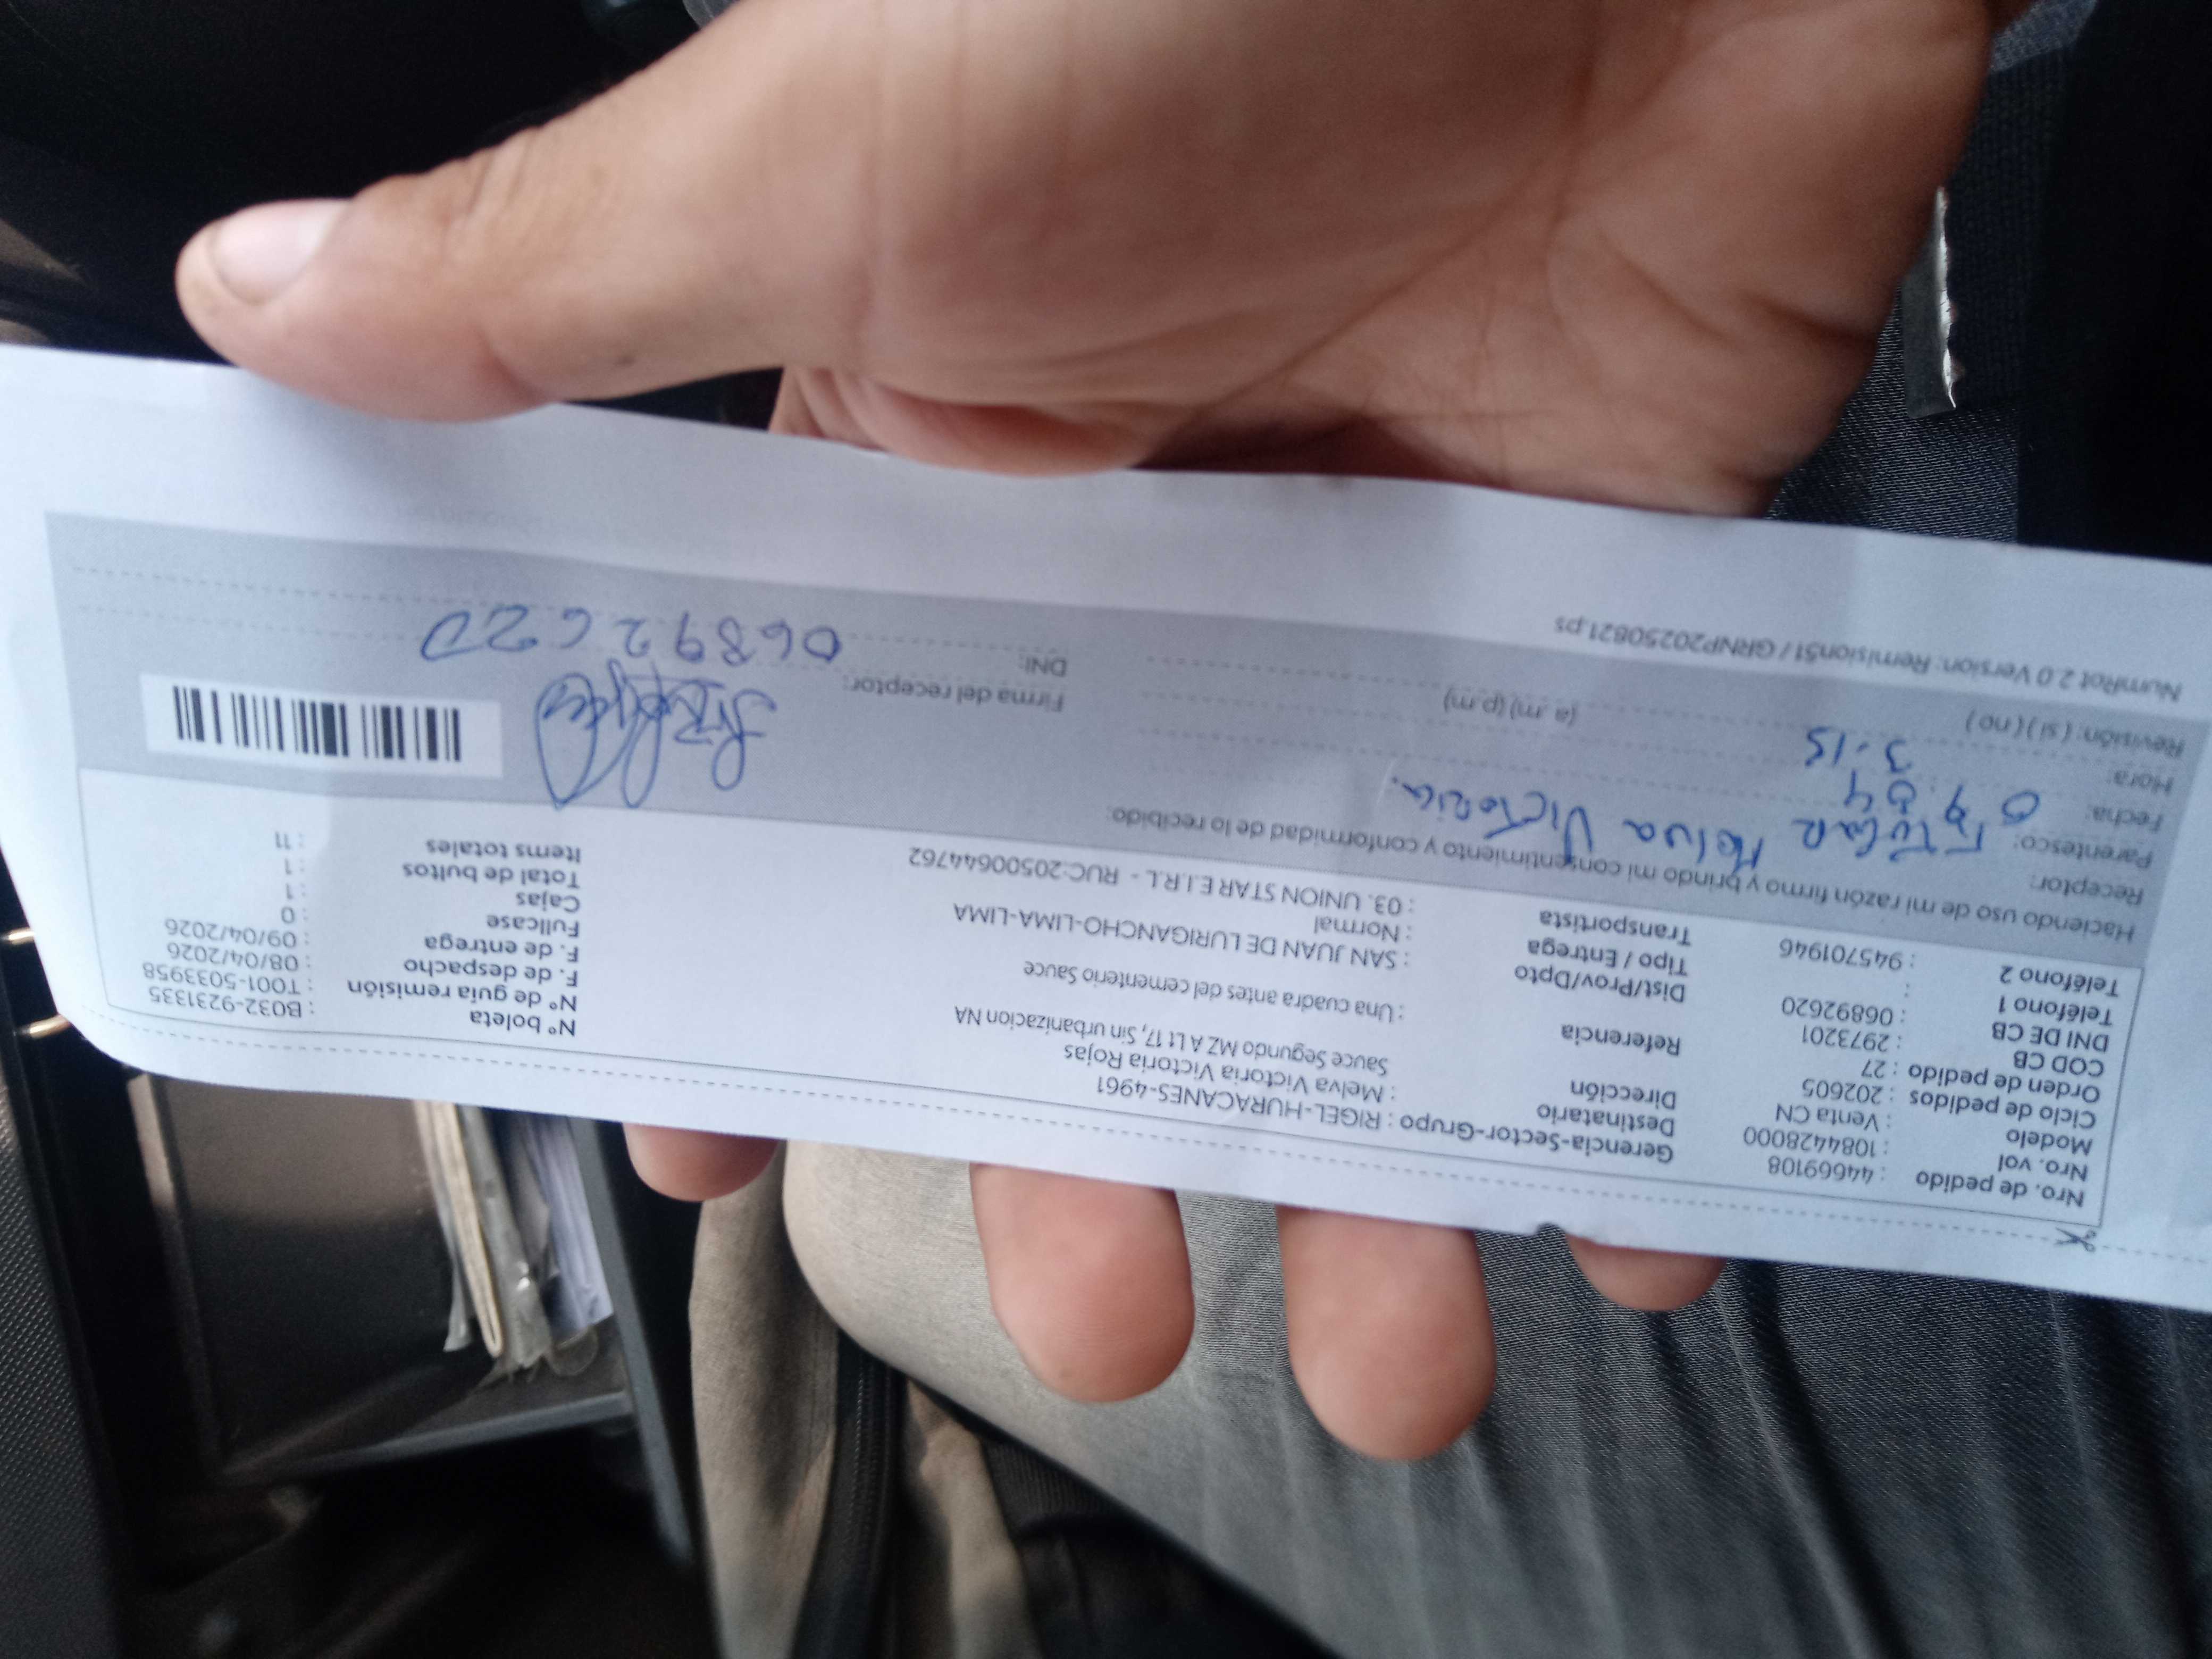 Nro. de pedido : 44669108
Nro. vol : 1084428000
Modelo : Venta CN
Ciclo de pedidos : 202605
Orden de pedido : 27
COD CB : 2973201
DNI DE CB : 06892620
Teléfono 1 :
Teléfono 2 : 945701946
Gerencia-Sector-Grupo : RIGEL-HURACANES-4961
Destinatario : Melva Victoria Victoria Rojas
Dirección Sauce Segundo MZ A Lt 17, Sin urbanizacion NA
Referencia : Una cuadra antes del cementerio Sauce
Dist/Prov/Dpto : SAN JUAN DE LURIGANCHO-LIMA-LIMA
Tipo / Entrega : Normal
Transportista : 03. UNION STAR E.I.R.L - RUC:20500644762
Nº boleta : B032-9231335
Nº de guia remisión : T001-5033958
F. de despacho : 08/04/2026
F. de entrega : 09/04/2026
Fullcase : 0
Cajas : 1
Total de bultos : 1
Items totales : 11
Haciendo uso de mi razón firmo y brindo mi consentimiento y conformidad de lo recibido:
Receptor: Melva Victoria.
Parentesco:
Fecha: 09.04
Hora: 3.15 (a.m) (p.m)
Revisión: ( si ) ( no )
Firma del receptor:
DNI: 06892620
NumRot 2.0 Version: Remision51 / GRNP20250821.ps